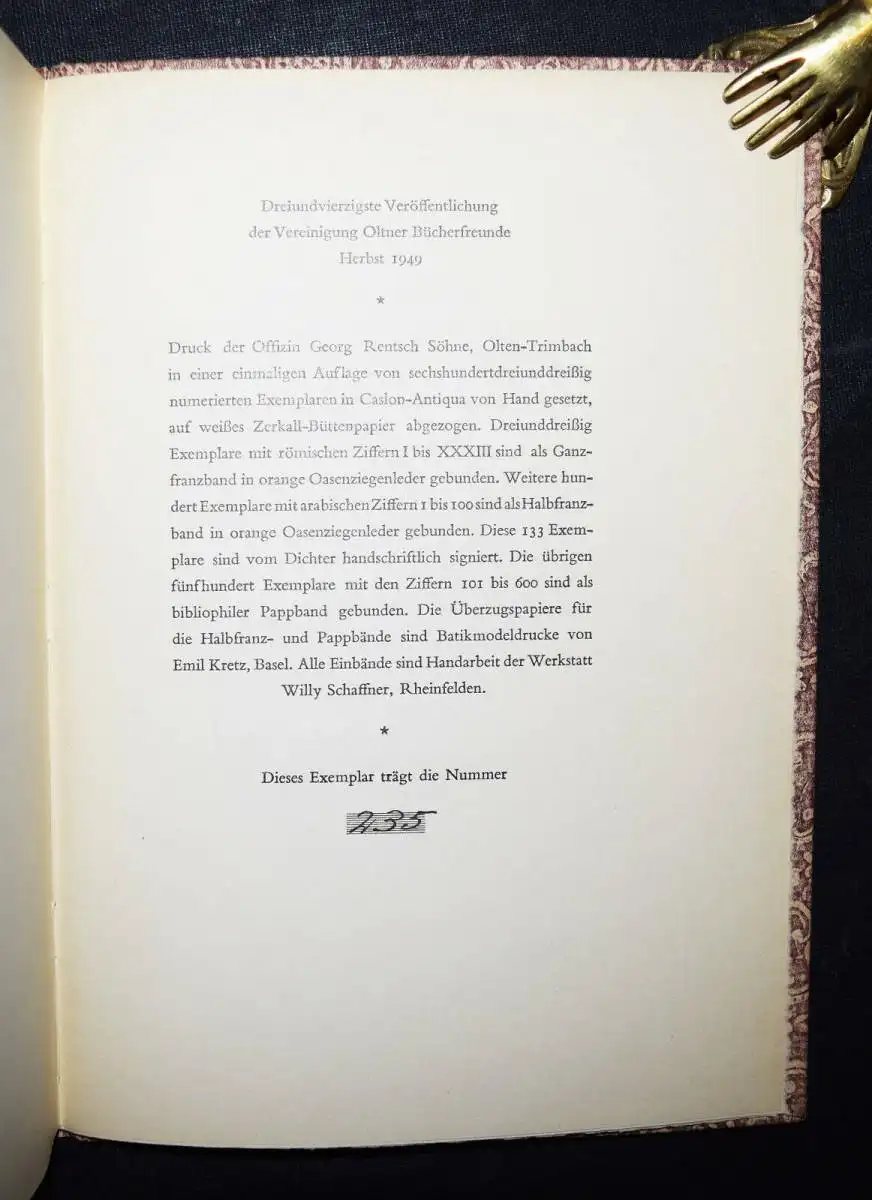 Dreiundvierzigste Veröffentlichung
der Vereinigung Oltner Bücherfreunde
Herbst 1949
*
Druck der Offizin Georg Rentsch Söhne, Olten-Trimbach
in einer einmaligen Auflage von sechshundertdreiunddreißig
numerierten Exemplaren in Caslon-Antiqua von Hand gesetzt,
auf weißes Zerkall-Büttenpapier abgezogen. Dreiunddreißig
Exemplare mit römischen Ziffern I bis XXXIII sind als Ganz-
franzband in orange Oasenziegenleder gebunden. Weitere hun-
dert Exemplare mit arabischen Ziffern 1 bis 100 sind als Halbfranz-
band in orange Oasenziegenleder gebunden. Diese 133 Exem-
plare sind vom Dichter handschriftlich signiert. Die übrigen
fünfhundert Exemplare mit den Ziffern 101 bis 600 sind als
bibliophiler Pappband gebunden. Die Überzugspapiere für
die Halbfranz- und Pappbände sind Batikmodeldrucke von
Emil Kretz, Basel. Alle Einbände sind Handarbeit der Werkstatt
Willy Schaffner, Rheinfelden.
*
Dieses Exemplar trägt die Nummer
235